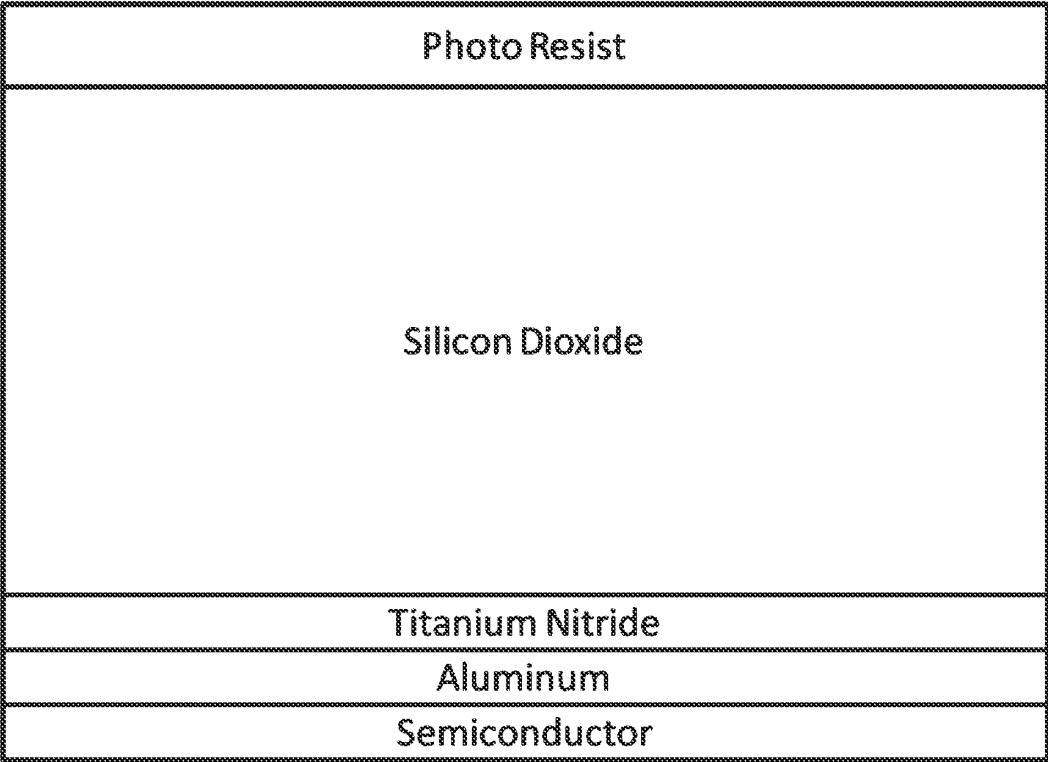 Photo Resist
Silicon Dioxide
Titanium Nitride
Aluminum
Semiconductor